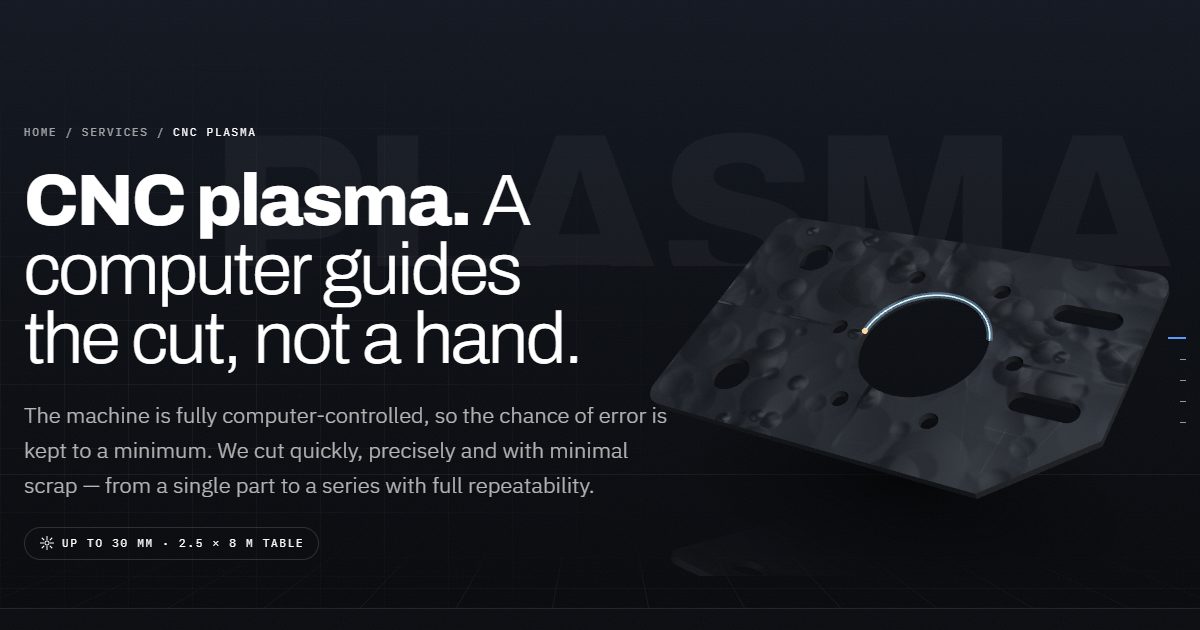 HOME / SERVICES / CNC PLASMA
PLASMA
CNC plasma. A
computer guides
the cut, not a hand.
The machine is fully computer-controlled, so the chance of error is
kept to a minimum. We cut quickly, precisely and with minimal
scrap — from a single part to a series with full repeatability.
UP TO 30 MM · 2.5 × 8 M TABLE